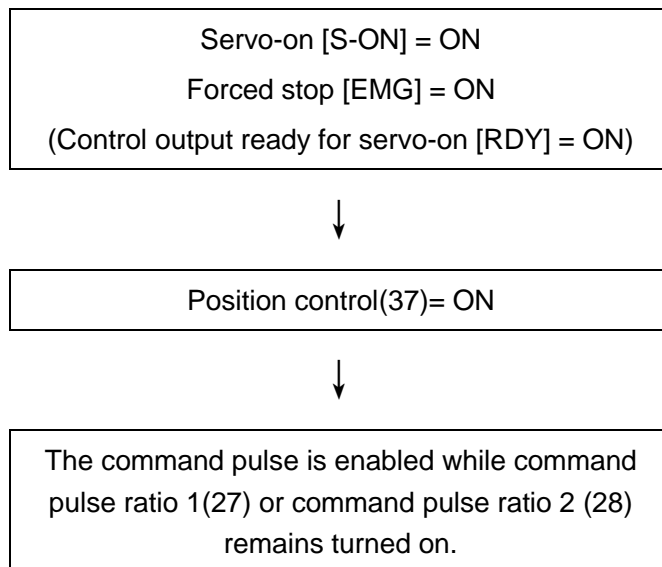 Servo-on [S-ON] = ON
Forced stop [EMG] = ON
(Control output ready for servo-on [RDY] = ON)
Position control(37)= ON
The command pulse is enabled while command
pulse ratio 1(27) or command pulse ratio 2 (28)
remains turned on.